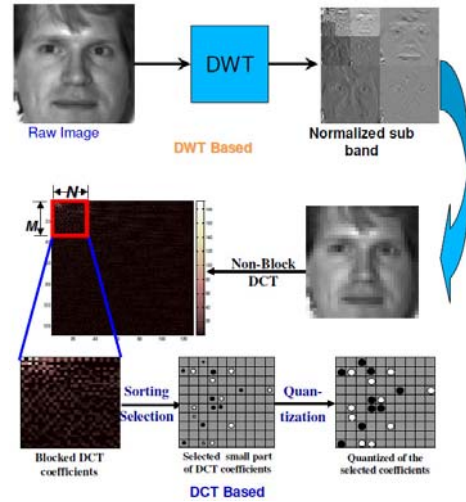 DWT
Raw Image
Normalized sub
band
DWT Based
N
M
Non-Block
DCT
Sorting
Selection
Quan-
tization
Blocked DCT
coefficients
Selected small part
of DCT coefficients
Quantized of the
selected coefficients
DCT Based